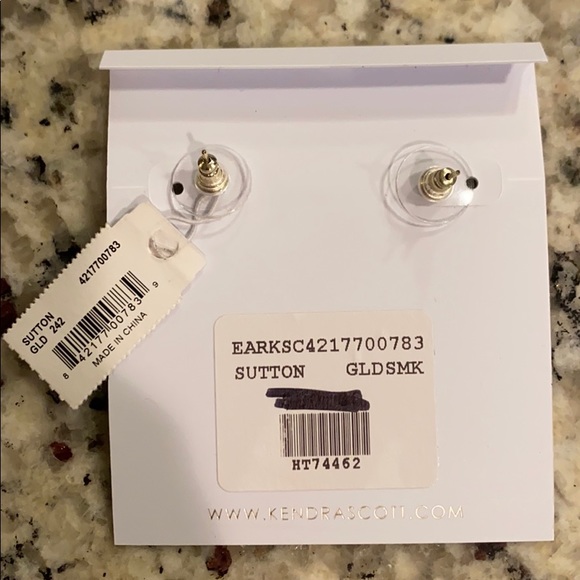 SUTTON
GLD 242
4217700783
8 42177 00783 9
MADE IN CHINA
EARKSC4217700783
SUTTON GLDSMK
HT74462
WWW.KENDRASCOTT.COM